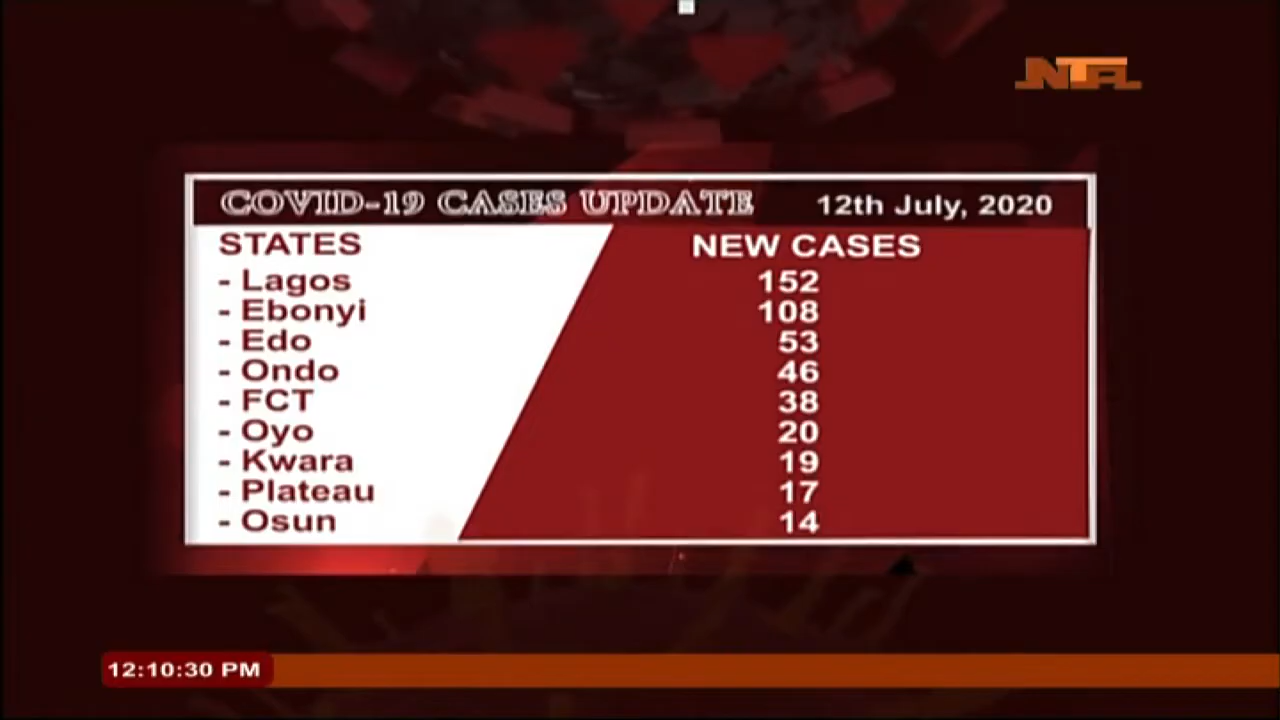 NTA
COVID-19 CASES UPDATE 12th July, 2020
STATES NEW CASES
- Lagos 152
- Ebonyi 108
- Edo 53
- Ondo 46
- FCT 38
- Oyo 20
- Kwara 19
- Plateau 17
- Osun 14
12:10:30 PM